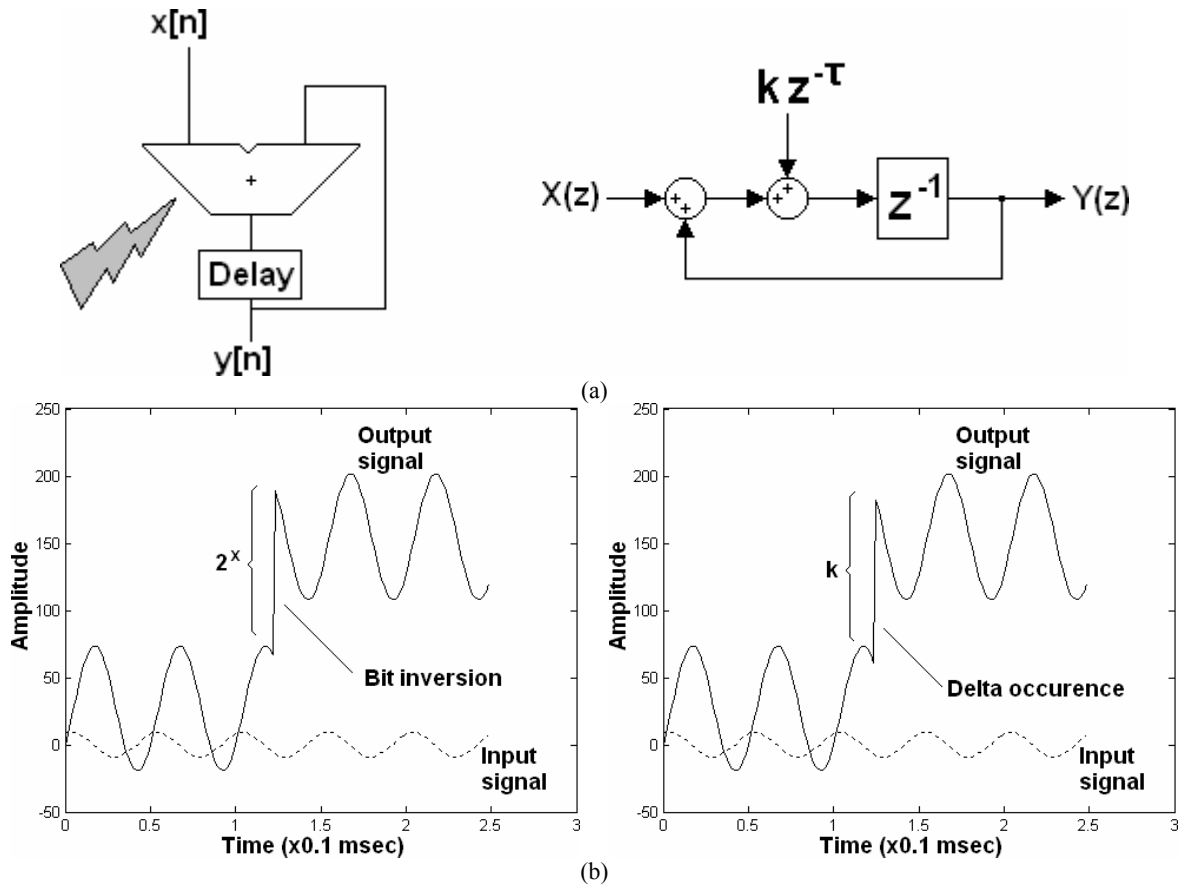 x[n]
+
Delay
y[n]
k z^-τ
X(z)
+
+
+
+
z^-1
Y(z)
(a)
250
200
150
100
50
0
-50
Amplitude
Output
signal
2^x
Bit inversion
Input
signal
0
0.5
1
1.5
2
2.5
3
Time (x0.1 msec)
250
200
150
100
50
0
-50
Amplitude
Output
signal
k
Delta occurence
Input
signal
0
0.5
1
1.5
2
2.5
3
Time (x0.1 msec)
(b)